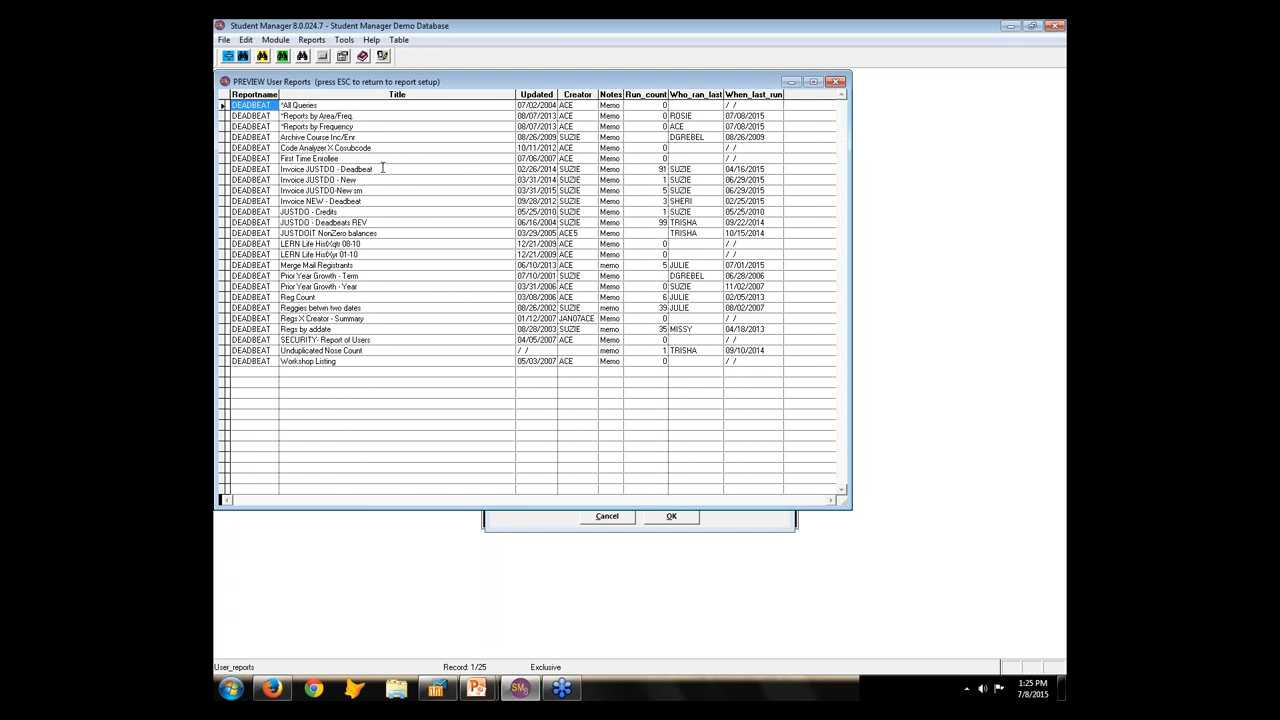 Student Manager 8.0.024.7 - Student Manager Demo Database
File Edit Module Reports Tools Help Table
PREVIEW User Reports (press ESC to return to report setup)
Reportname Title Updated Creator Notes Run_count Who_ran_last When_last_run
DEADBEAT *All Queries 07/02/2004 ACE Memo 0 / /
DEADBEAT *Reports by Area/Freq. 08/07/2013 ACE Memo 0 ROSIE 07/08/2015
DEADBEAT *Reports by Frequency 08/07/2013 ACE Memo 0 ACE 07/08/2015
DEADBEAT Archive Course Inc/Enr 08/26/2009 SUZIE Memo DGREBEL 08/26/2009
DEADBEAT Code Analyzer X Cosubcode 10/11/2012 ACE Memo 0 / /
DEADBEAT First Time Enrollee 07/06/2007 ACE Memo 0 / /
DEADBEAT Invoice JUSTDO - Deadbeat 02/26/2014 SUZIE Memo 91 SUZIE 04/16/2015
DEADBEAT Invoice JUSTDO - New 03/31/2014 SUZIE Memo 1 SUZIE 06/29/2015
DEADBEAT Invoice JUSTDO-New sm 03/31/2015 SUZIE Memo 5 SUZIE 06/29/2015
DEADBEAT Invoice NEW - Deadbeat 09/28/2012 SUZIE Memo 3 SHERI 02/25/2015
DEADBEAT JUSTDO - Credits 05/25/2010 SUZIE Memo 1 SUZIE 05/25/2010
DEADBEAT JUSTDO - Deadbeats REV 06/16/2004 SUZIE Memo 99 TRISHA 09/22/2014
DEADBEAT JUSTDOIT NonZero balances 03/29/2005 ACE5 Memo TRISHA 10/15/2014
DEADBEAT LERN Life HistXqtr 08-10 12/21/2009 ACE Memo 0 / /
DEADBEAT LERN Life HistXyr 01-10 12/21/2009 ACE Memo 0 / /
DEADBEAT Merge Mail Registrants 06/10/2013 ACE memo 5 JULIE 07/01/2015
DEADBEAT Prior Year Growth - Term 07/10/2001 SUZIE Memo DGREBEL 06/28/2006
DEADBEAT Prior Year Growth - Year 03/31/2006 ACE Memo 0 SUZIE 11/02/2007
DEADBEAT Reg Count 03/08/2006 ACE Memo 6 JULIE 02/05/2013
DEADBEAT Reggies betwn two dates 08/26/2002 SUZIE memo 39 JULIE 08/02/2007
DEADBEAT Regs X Creator - Summary 01/12/2007 JAN07ACE Memo 0 / /
DEADBEAT Regs by addate 08/28/2003 SUZIE memo 35 MISSY 04/18/2013
DEADBEAT SECURITY- Report of Users 04/05/2007 ACE Memo 0 / /
DEADBEAT Unduplicated Nose Count / / memo 1 TRISHA 09/10/2014
DEADBEAT Workshop Listing 05/03/2007 ACE Memo 0 / /
Cancel OK
User_reports Record: 1/25 Exclusive
1:25 PM
7/8/2015